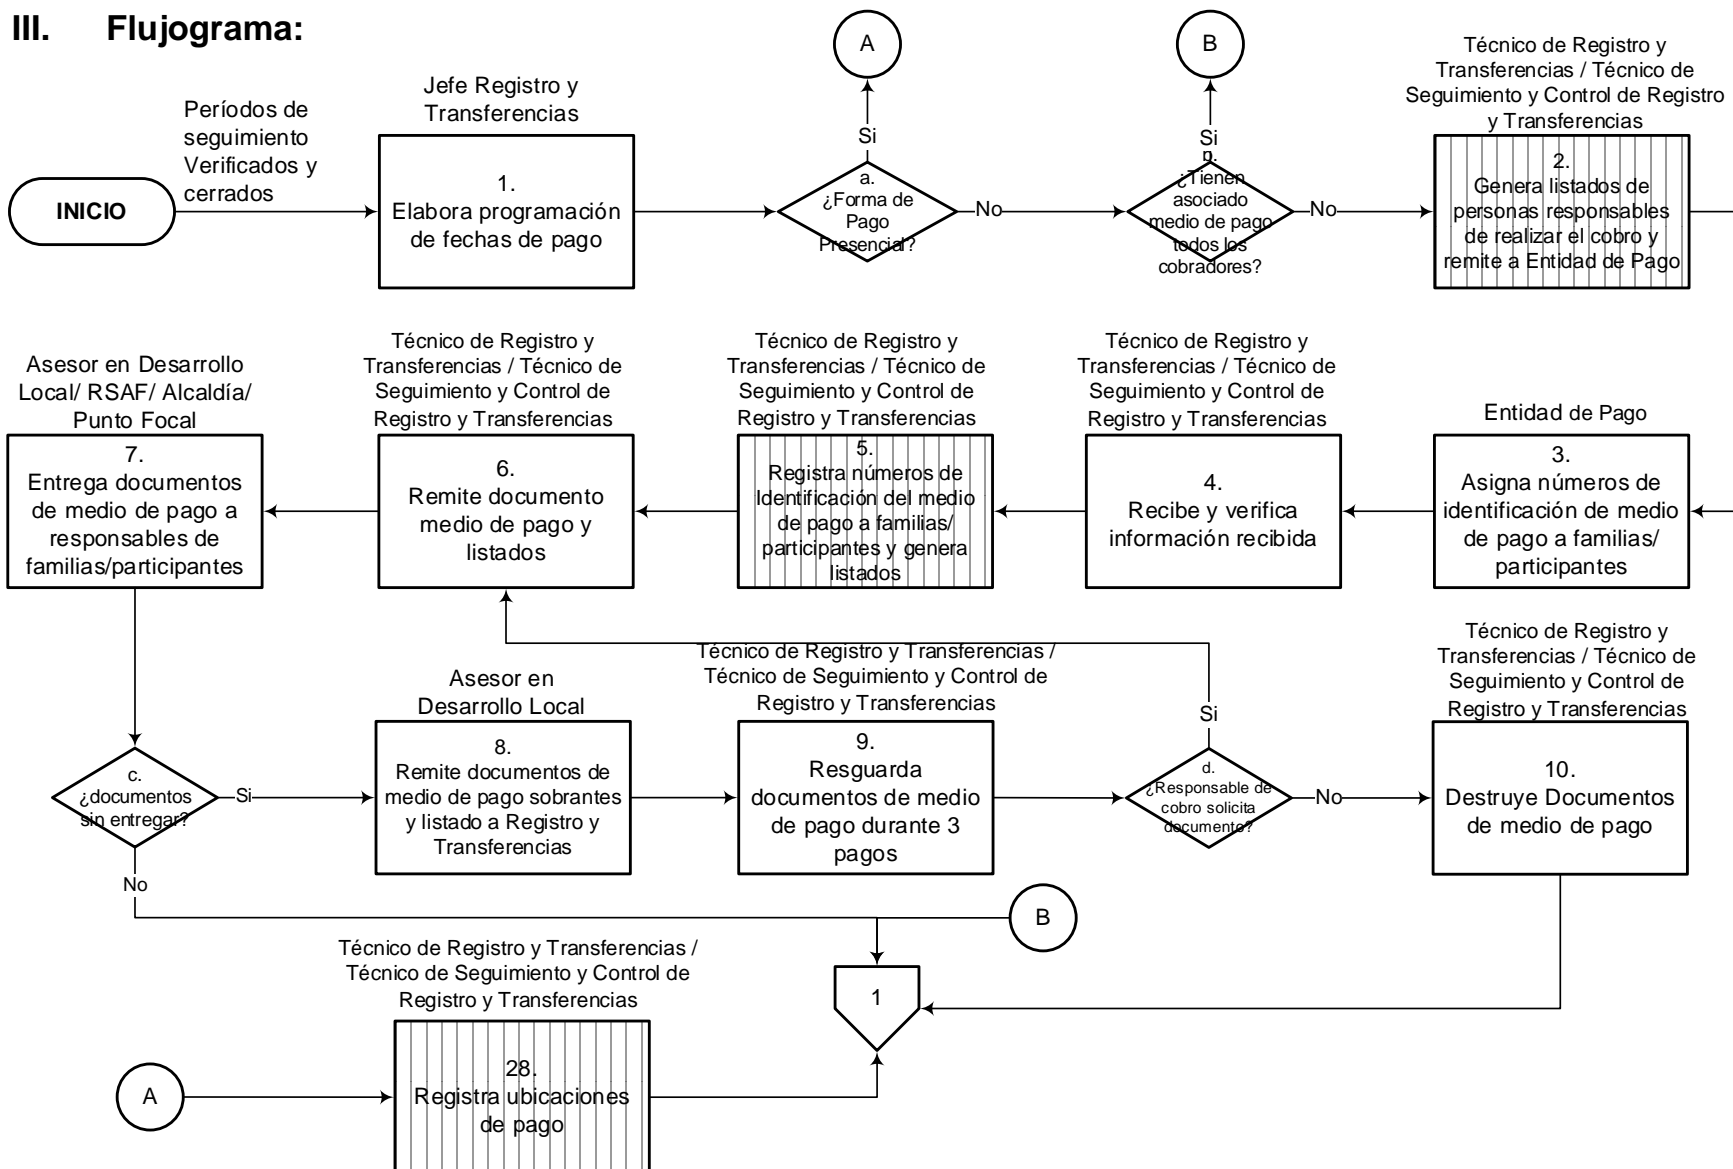 III. Flujograma:
A
B
Técnico de Registro y
Transferencias / Técnico de
Seguimiento y Control de Registro
y Transferencias
Jefe Registro y
Transferencias
Períodos de
seguimiento
Verificados y
cerrados
Si
Si
INICIO
1.
Elabora programación
de fechas de pago
a.
¿Forma de
Pago
Presencial?
No
b.
¿Tienen
asociado
medio de pago
todos los
cobradores?
No
2.
Genera listados de
personas responsables
de realizar el cobro y
remite a Entidad de Pago
Asesor en Desarrollo
Local/ RSAF/ Alcaldía/
Punto Focal
Técnico de Registro y
Transferencias / Técnico de
Seguimiento y Control de
Registro y Transferencias
Técnico de Registro y
Transferencias / Técnico de
Seguimiento y Control de
Registro y Transferencias
Técnico de Registro y
Transferencias / Técnico de
Seguimiento y Control de
Registro y Transferencias
Entidad de Pago
7.
Entrega documentos
de medio de pago a
responsables de
familias/participantes
6.
Remite documento
medio de pago y
listados
5.
Registra números de
Identificación del medio
de pago a familias/
participantes y genera
listados
4.
Recibe y verifica
información recibida
3.
Asigna números de
identificación de medio
de pago a familias/
participantes
Asesor en
Desarrollo Local
Técnico de Registro y Transferencias /
Técnico de Seguimiento y Control de
Registro y Transferencias
Si
Técnico de Registro y
Transferencias / Técnico de
Seguimiento y Control de
Registro y Transferencias
c.
¿documentos
sin entregar?
Si
8.
Remite documentos de
medio de pago sobrantes
y listado a Registro y
Transferencias
9.
Resguarda
documentos de medio
de pago durante 3
pagos
d.
¿Responsable de
cobro solicita
documento?
No
10.
Destruye Documentos
de medio de pago
No
B
Técnico de Registro y Transferencias /
Técnico de Seguimiento y Control de
Registro y Transferencias
1
A
28.
Registra ubicaciones
de pago